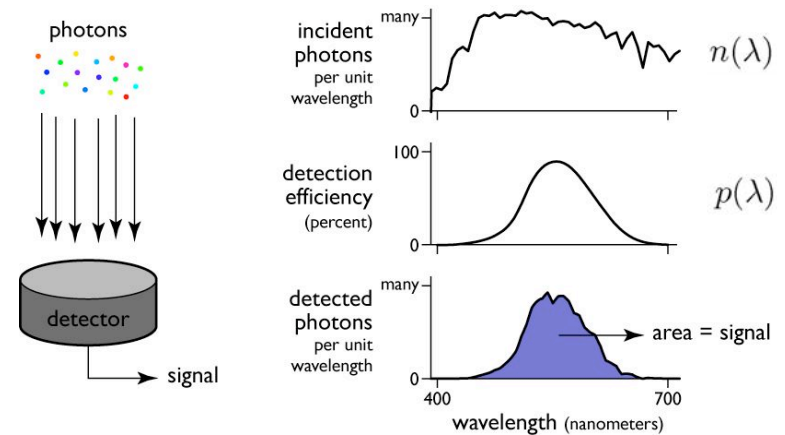 photons
detector
signal
incident
photons
per unit
wavelength
many
0
n(λ)
detection
efficiency
(percent)
100
0
p(λ)
detected
photons
per unit
wavelength
many
0
area = signal
400
700
wavelength (nanometers)